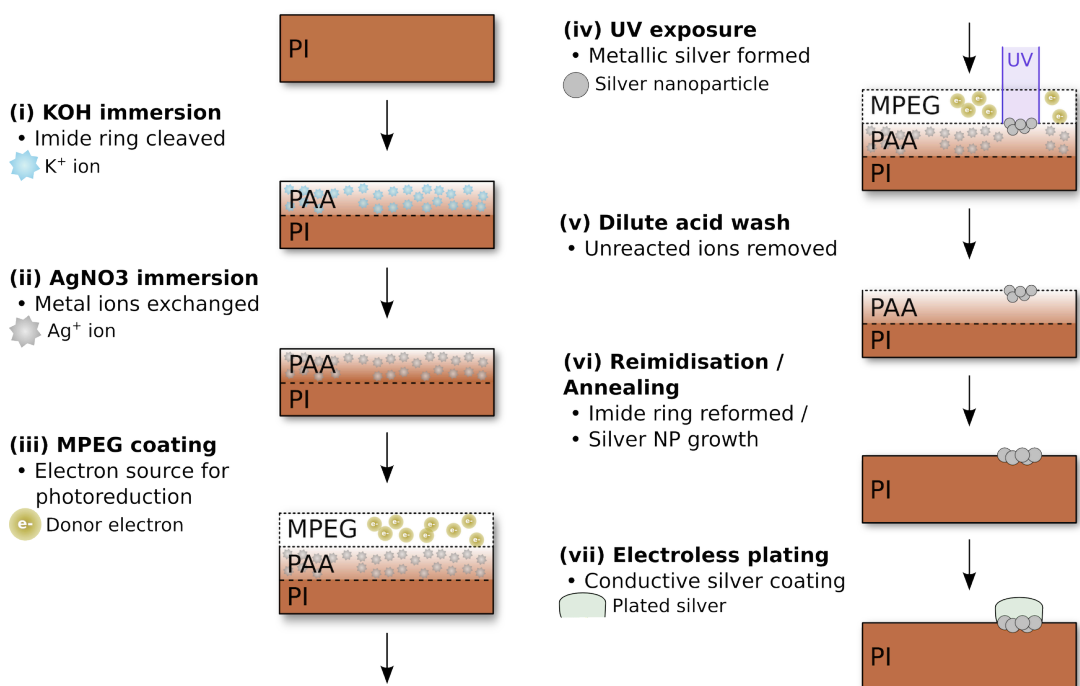 PI
(i) KOH immersion
• Imide ring cleaved
K+ ion
PAA
PI
(ii) AgNO3 immersion
• Metal ions exchanged
Ag+ ion
PAA
PI
(iii) MPEG coating
• Electron source for
photoreduction
e- Donor electron
MPEG
e- e- e- e- e- e- e- e-
PAA
PI
(iv) UV exposure
• Metallic silver formed
Silver nanoparticle
UV
MPEG
e- e- e- e- e- e-
PAA
PI
(v) Dilute acid wash
• Unreacted ions removed
PAA
PI
(vi) Reimidisation /
Annealing
• Imide ring reformed /
• Silver NP growth
PI
(vii) Electroless plating
• Conductive silver coating
Plated silver
PI